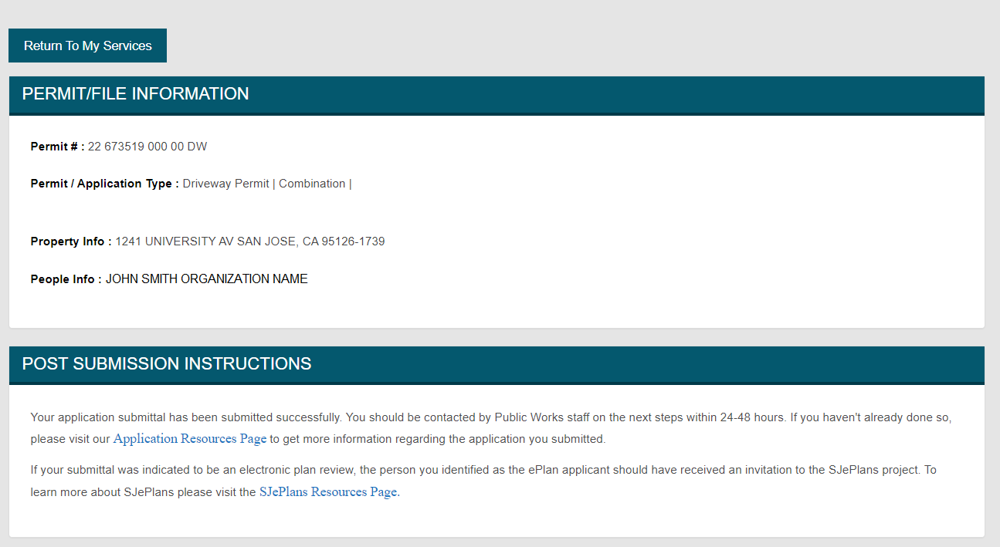 Return To My Services
PERMIT/FILE INFORMATION
Permit # : 22 673519 000 00 DW
Permit / Application Type : Driveway Permit | Combination |
Property Info : 1241 UNIVERSITY AV SAN JOSE, CA 95126-1739
People Info : JOHN SMITH ORGANIZATION NAME
POST SUBMISSION INSTRUCTIONS
Your application submittal has been submitted successfully. You should be contacted by Public Works staff on the next steps within 24-48 hours. If you haven't already done so,
please visit our Application Resources Page to get more information regarding the application you submitted.
If your submittal was indicated to be an electronic plan review, the person you identified as the ePlan applicant should have received an invitation to the SJePlans project. To
learn more about SJePlans please visit the SJePlans Resources Page.